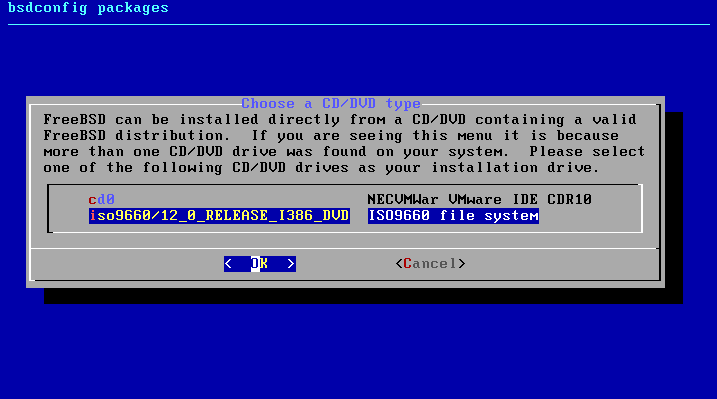 bsdconfig packages
Choose a CD/DVD type
FreeBSD can be installed directly from a CD/DVD containing a valid
FreeBSD distribution.  If you are seeing this menu it is because
more than one CD/DVD drive was found on your system.  Please select
one of the following CD/DVD drives as your installation drive.
cd0 NECVMWar VMware IDE CDR10
iso9660/12_0_RELEASE_I386_DVD ISO9660 file system
<  OK  > <Cancel>